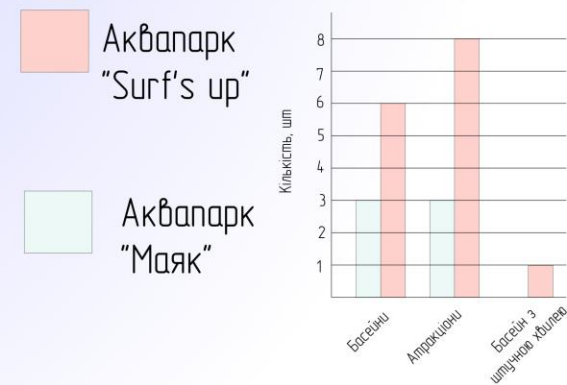 Аквапарк
"Surf's up"
Аквапарк
"Маяк"
Кількість, шт
8
7
6
5
4
3
2
1
Басейни
Атракціони
Басейн з
штучною хвилею